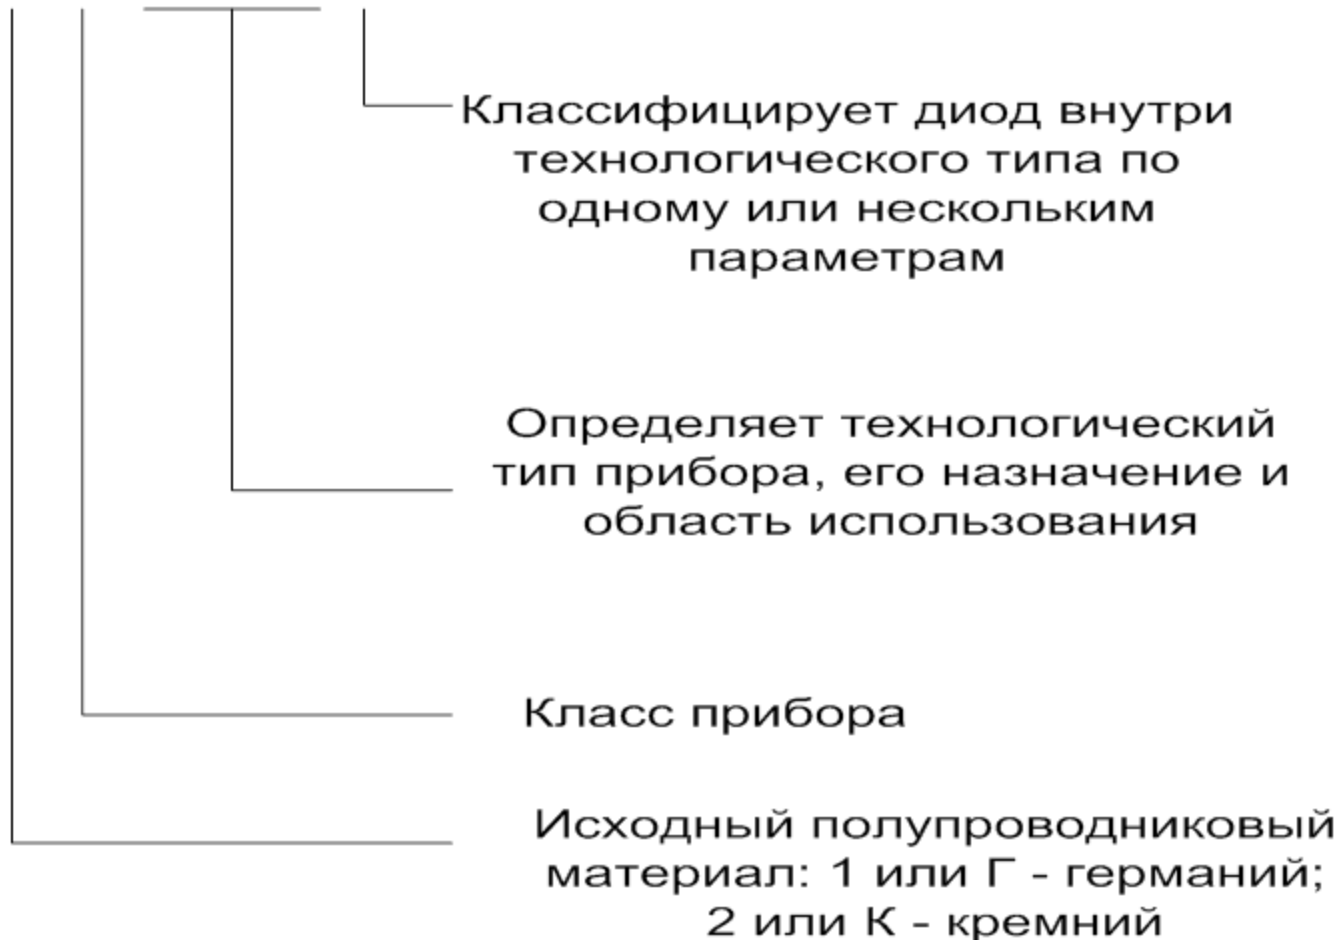 Классифицирует диод внутри
технологического типа по
одному или нескольким
параметрам
Определяет технологический
тип прибора, его назначение и
область использования
Класс прибора
Исходный полупроводниковый
материал: 1 или Г - германий;
2 или К - кремний